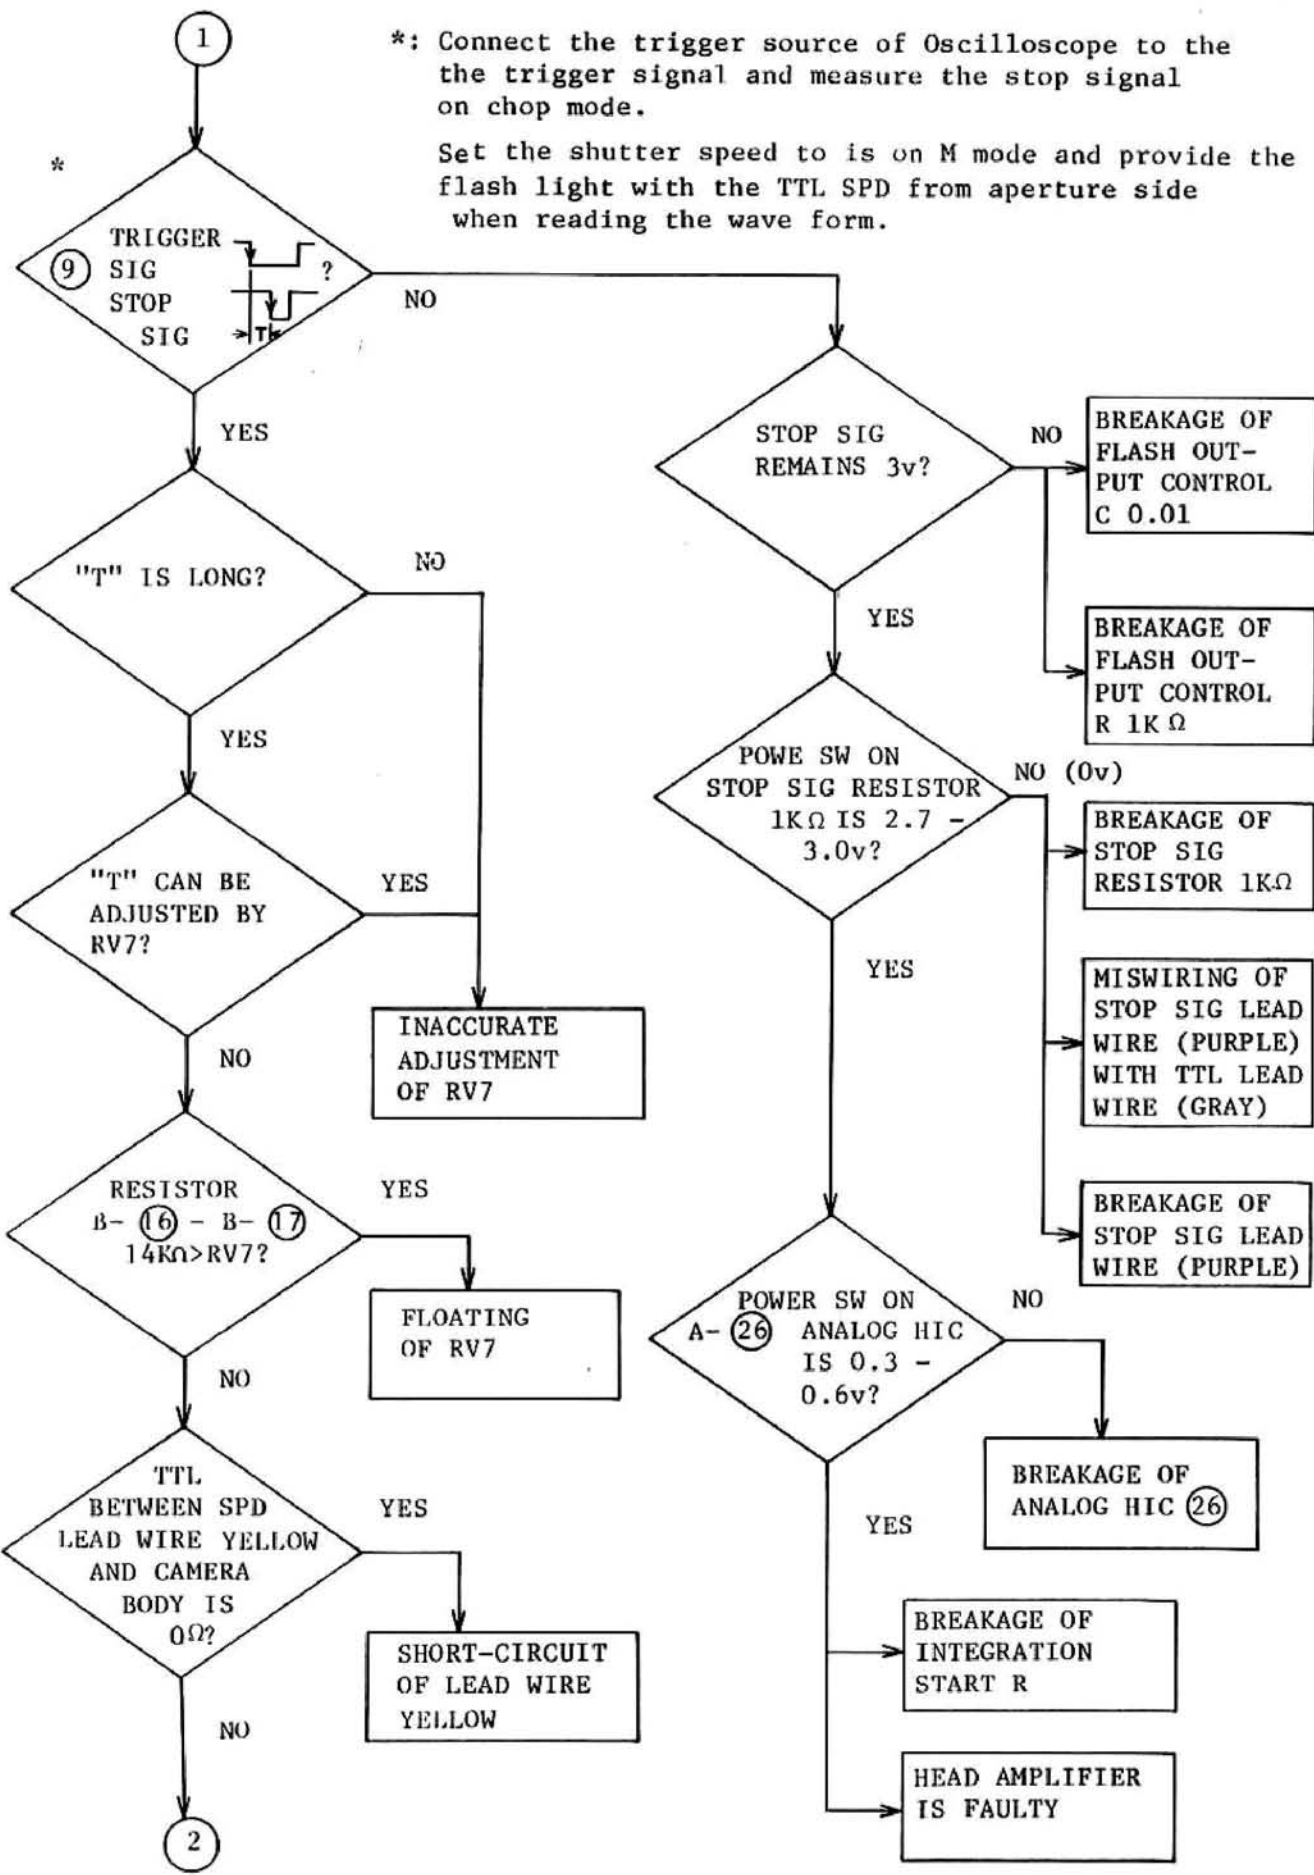 1
*: Connect the trigger source of Oscilloscope to the
the trigger signal and measure the stop signal
on chop mode.
Set the shutter speed to is on M mode and provide the
flash light with the TTL SPD from aperture side
when reading the wave form.
*
TRIGGER
9 SIG ?
STOP
SIG T
NO
YES
STOP SIG
REMAINS 3v?
NO
BREAKAGE OF
FLASH OUT-
PUT CONTROL
C 0.01
"T" IS LONG?
NO
YES
BREAKAGE OF
FLASH OUT-
PUT CONTROL
R 1K Ω
YES
POWE SW ON
STOP SIG RESISTOR
1KΩ IS 2.7 -
3.0v?
NO (0v)
BREAKAGE OF
STOP SIG
RESISTOR 1KΩ
"T" CAN BE
ADJUSTED BY
RV7?
YES
YES
MISWIRING OF
STOP SIG LEAD
WIRE (PURPLE)
WITH TTL LEAD
WIRE (GRAY)
INACCURATE
ADJUSTMENT
OF RV7
NO
RESISTOR
B- 16 - B- 17
14KΩ>RV7?
YES
BREAKAGE OF
STOP SIG LEAD
WIRE (PURPLE)
FLOATING
OF RV7
POWER SW ON
A- 26 ANALOG HIC
IS 0.3 -
0.6v?
NO
NO
BREAKAGE OF
ANALOG HIC 26
TTL
BETWEEN SPD
LEAD WIRE YELLOW
AND CAMERA
BODY IS
0Ω?
YES
YES
SHORT-CIRCUIT
OF LEAD WIRE
YELLOW
BREAKAGE OF
INTEGRATION
START R
NO
HEAD AMPLIFIER
IS FAULTY
2